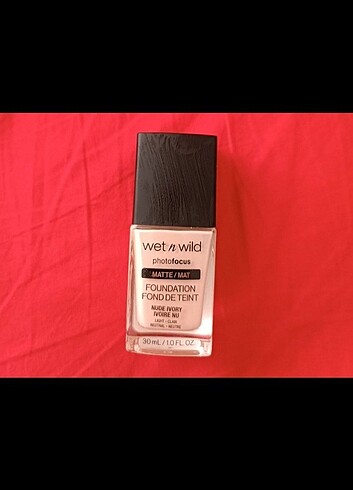 wet n wild
photofocus
MATTE / MAT
FOUNDATION
FOND DE TEINT
NUDE IVORY
IVOIRE NU
LIGHT - CLAIR
NEUTRAL - NEUTRE
30 mL / 1.0 FL. OZ.